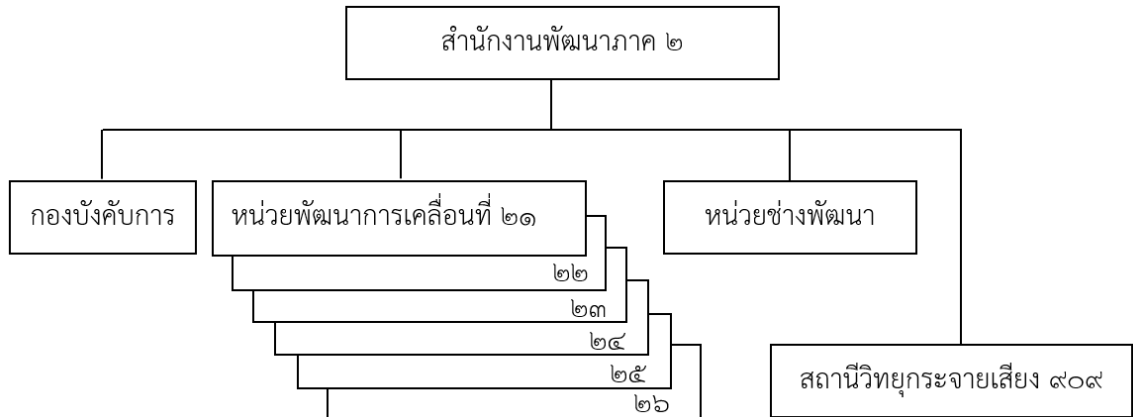 สำนักงานพัฒนาภาค ๒
กองบังคับการ
หน่วยพัฒนาการเคลื่อนที่ ๒๑
หน่วยช่างพัฒนา
๒๒
๒๓
๒๔
๒๕
๒๖
สถานีวิทยุกระจายเสียง ๙๐๙